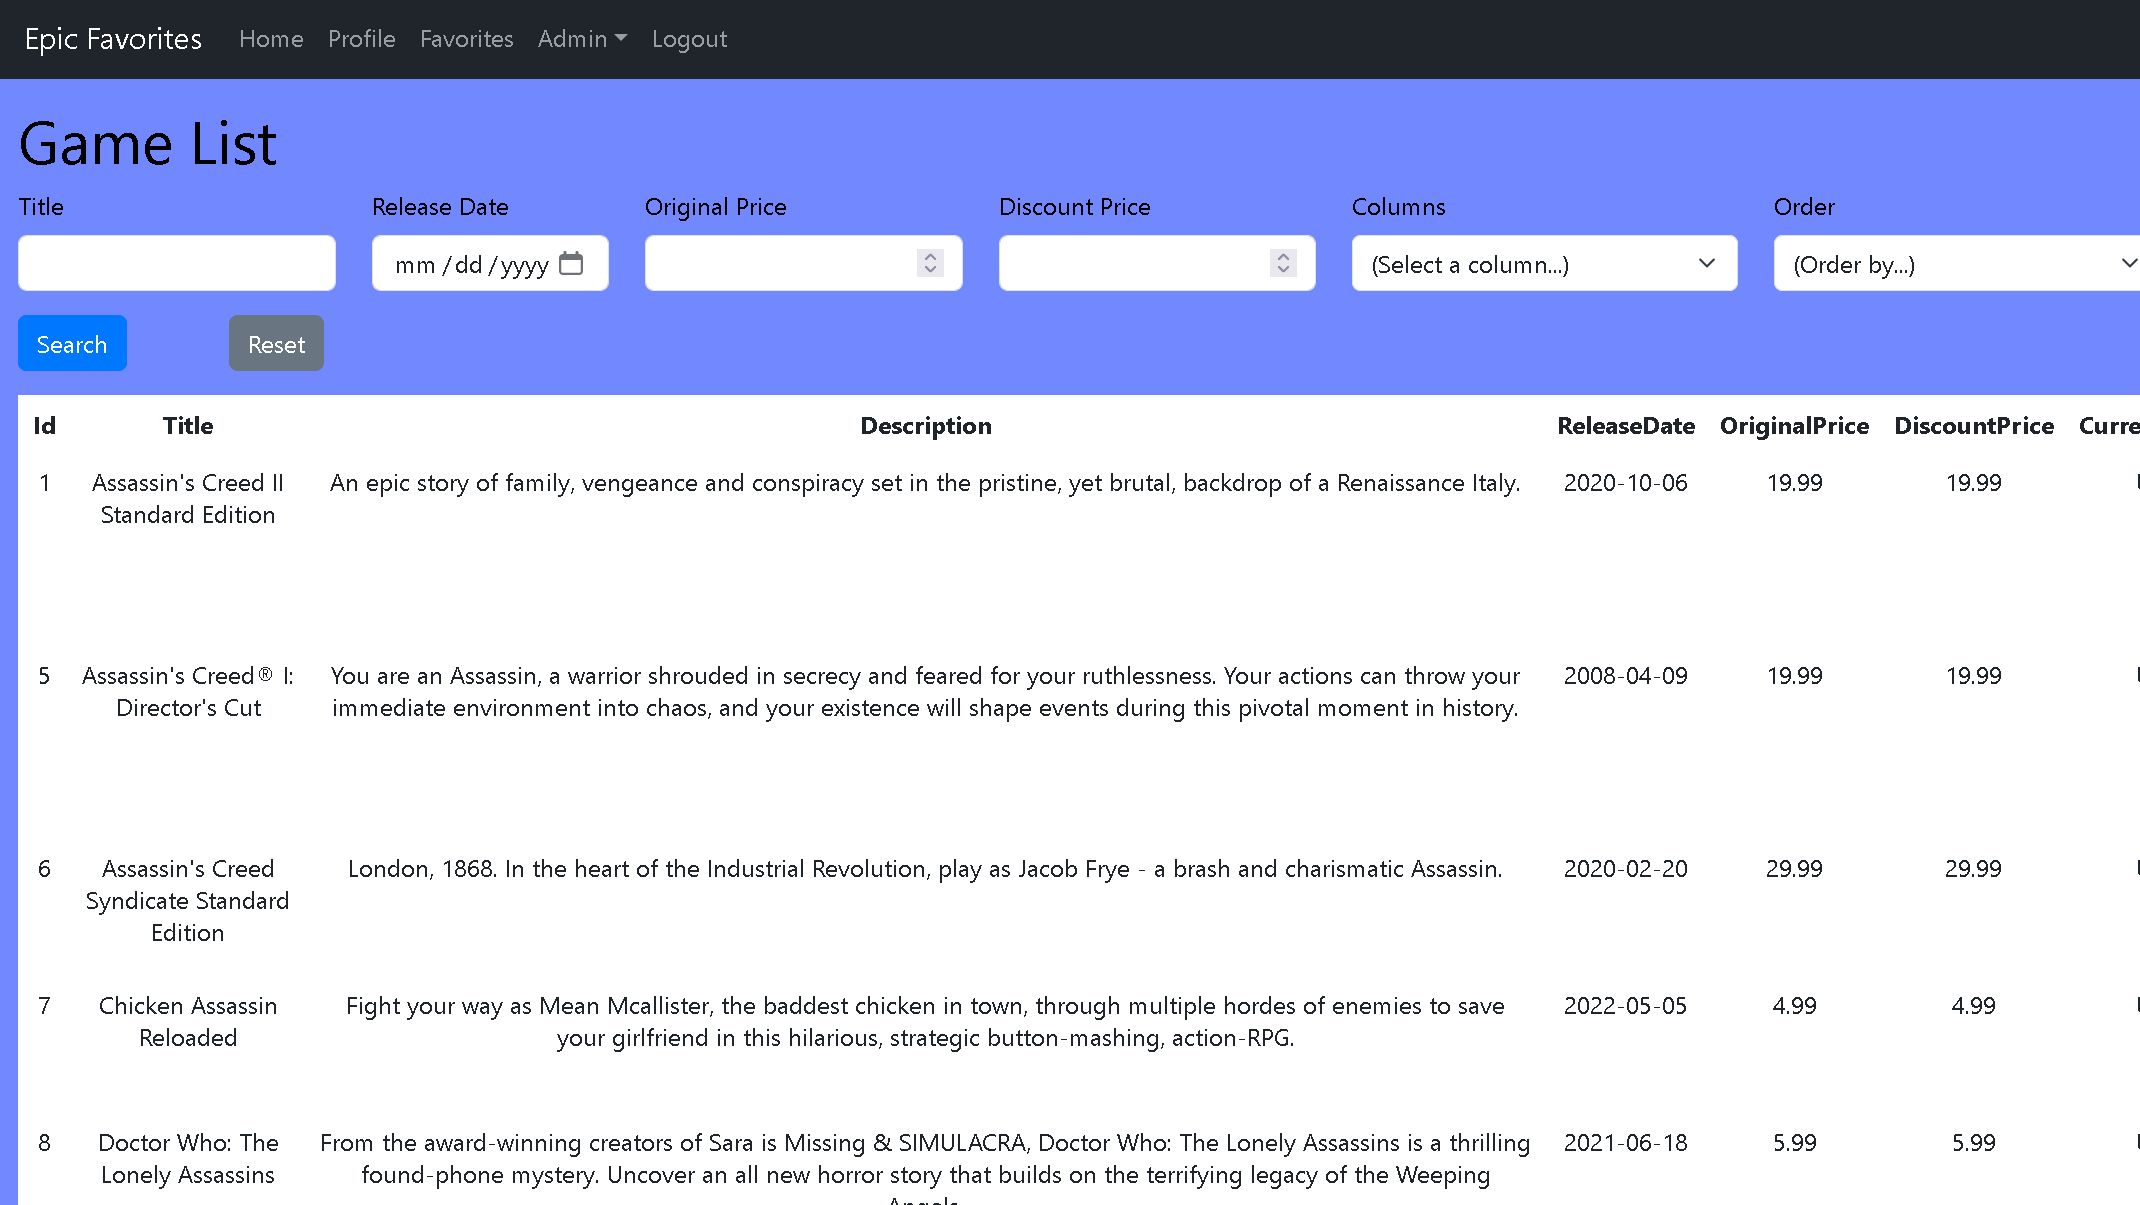 Epic Favorites Home Profile Favorites Admin Logout
Game List
Title Release Date Original Price Discount Price Columns Order
mm/dd/yyyy (Select a column...) (Order by...)
Search Reset
Id Title Description ReleaseDate OriginalPrice DiscountPrice
1 Assassin's Creed II An epic story of family, vengeance and conspiracy set in the pristine, yet brutal, backdrop of a Renaissance Italy. 2020-10-06 19.99 19.99
Standard Edition
5 Assassin's Creed® I: You are an Assassin, a warrior shrouded in secrecy and feared for your ruthlessness. Your actions can throw your 2008-04-09 19.99 19.99
Director's Cut immediate environment into chaos, and your existence will shape events during this pivotal moment in history.
6 Assassin's Creed London, 1868. In the heart of the Industrial Revolution, play as Jacob Frye - a brash and charismatic Assassin. 2020-02-20 29.99 29.99
Syndicate Standard
Edition
7 Chicken Assassin Fight your way as Mean Mcallister, the baddest chicken in town, through multiple hordes of enemies to save 2022-05-05 4.99 4.99
Reloaded your girlfriend in this hilarious, strategic button-mashing, action-RPG.
8 Doctor Who: The From the award-winning creators of Sara is Missing & SIMULACRA, Doctor Who: The Lonely Assassins is a thrilling 2021-06-18 5.99 5.99
Lonely Assassins found-phone mystery. Uncover an all new horror story that builds on the terrifying legacy of the Weeping